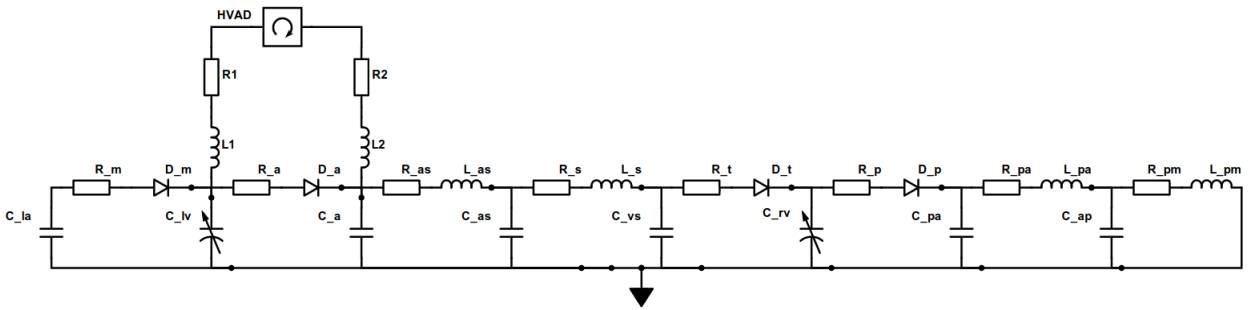 HVAD
R1
R2
L1
L2
R_m
D_m
R_a
D_a
R_as
L_as
R_s
L_s
R_t
D_t
R_p
D_p
R_pa
L_pa
R_pm
L_pm
C_la
C_lv
C_a
C_as
C_vs
C_rv
C_pa
C_ap